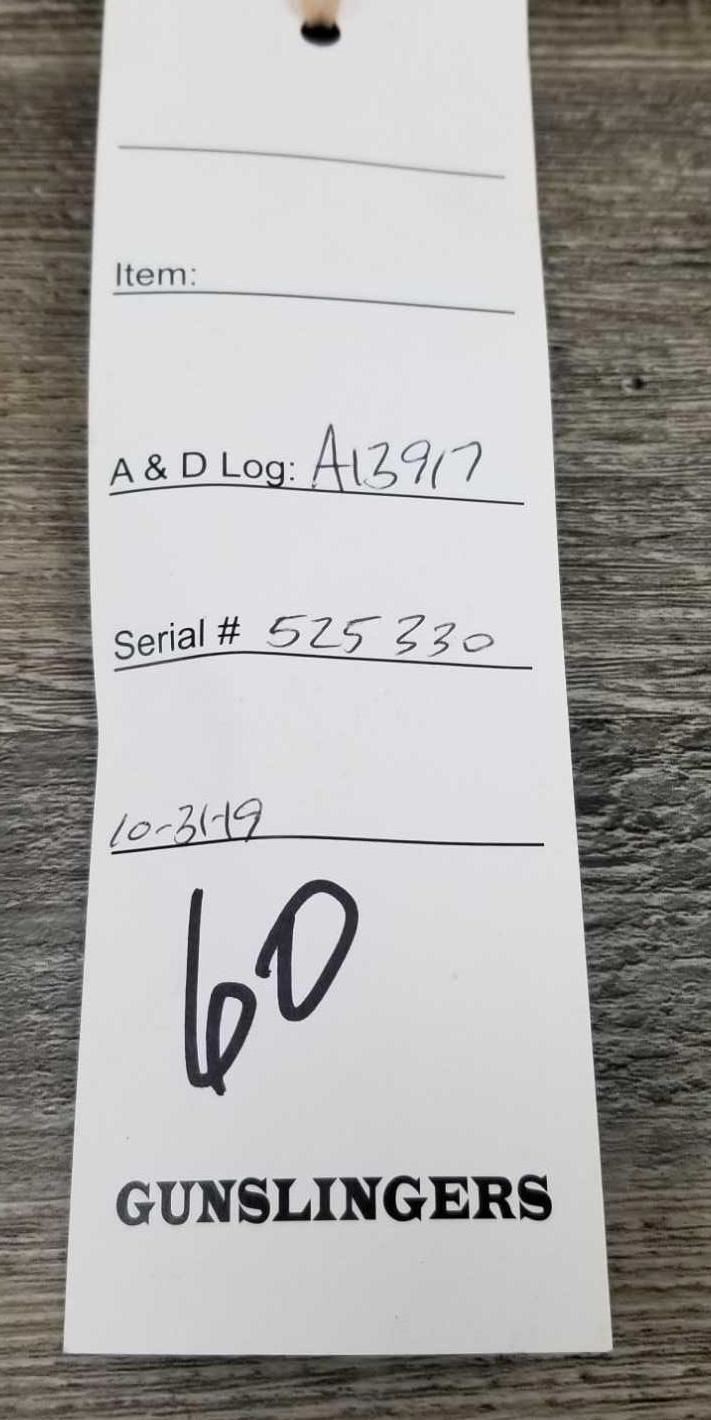 Item:
A & D Log: A13917
Serial # 525330
10-31-19
60
GUNSLINGERS